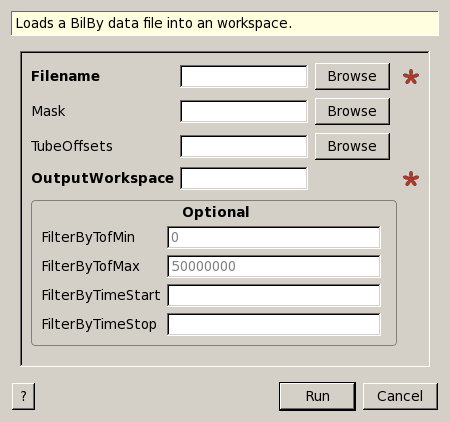 Loads a BilBy data file into an workspace.
Filename Browse *
Mask Browse
TubeOffsets Browse
OutputWorkspace *
Optional
FilterByTofMin 0
FilterByTofMax 50000000
FilterByTimeStart
FilterByTimeStop
? Run Cancel